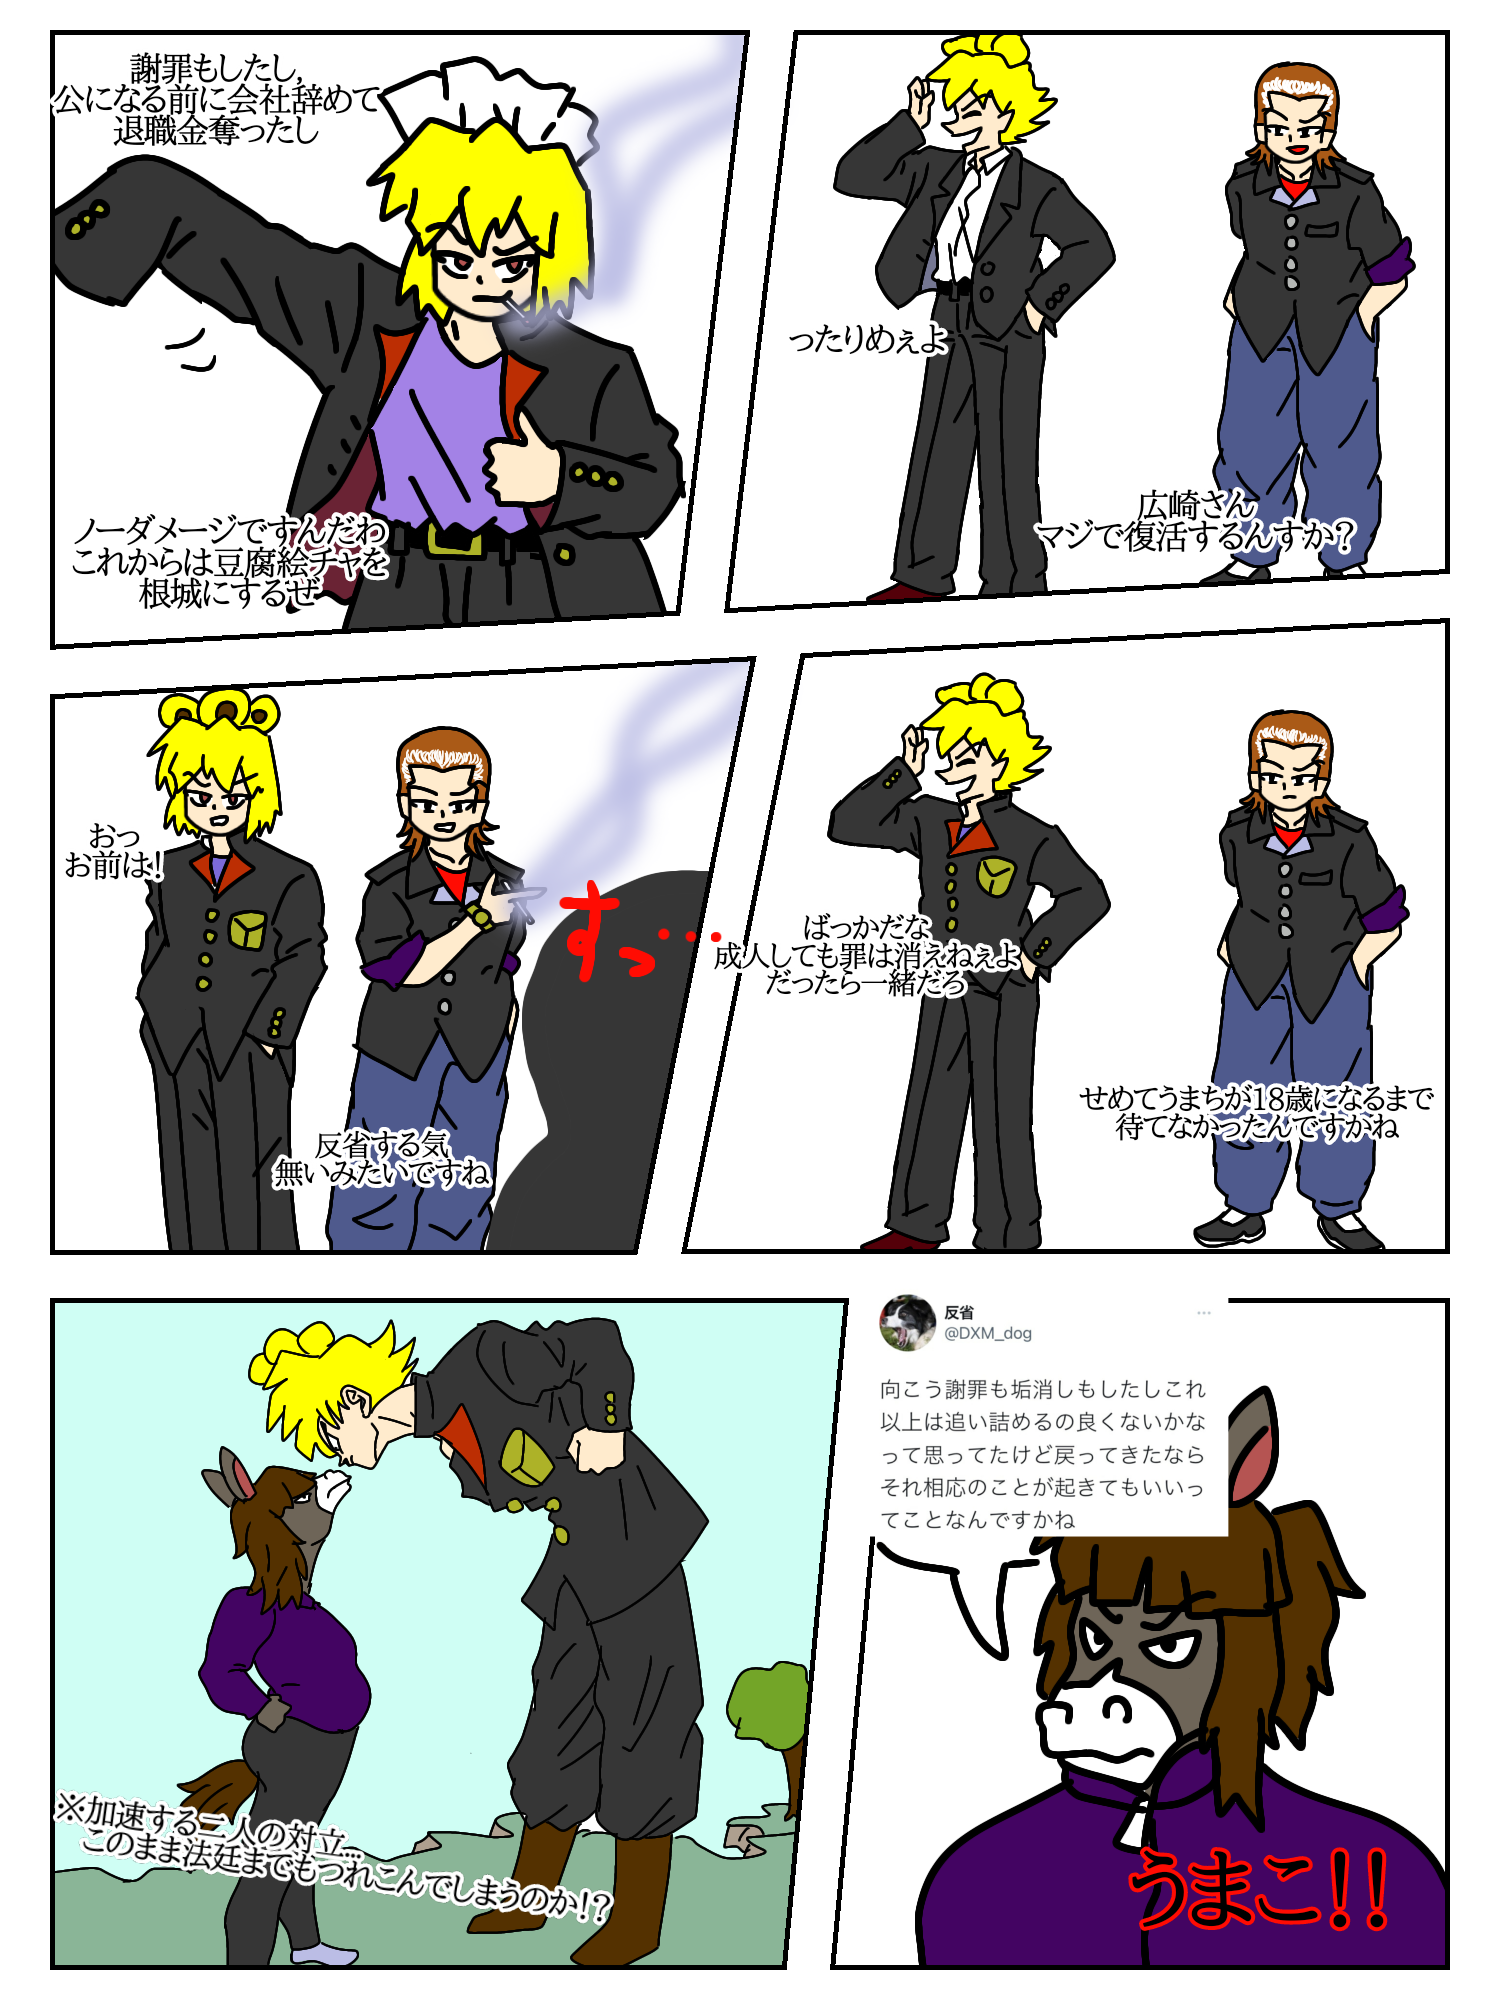 広崎さん
マジで復活するんすか?
ったりめぇよ
謝罪もしたし,
公になる前に会社辞めて
退職金奪ったし
ノーダメージですんだわ
これからは豆腐絵チャを
根城にするぜ
せめてうまちが18歳になるまで
待てなかったんですかね
ばっかだな
成人しても罪は消えねぇよ
だったら一緒だろ
すっ・・・
反省する気
無いみたいですね
おっ
お前は!
反省
@DXM_dog
向こう謝罪も垢消しもしたしこれ
以上は追い詰めるの良くないかな
って思ってたけど戻ってきたなら
それ相応のことが起きてもいいっ
てことなんですかね
うまこ!!
※加速する二人の対立...
このまま法廷までもつれこんでしまうのか!?